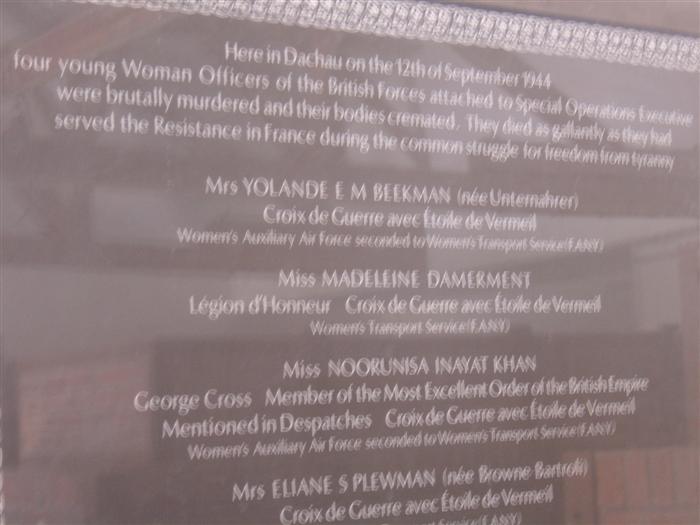 Here in Dachau on the 12th of September 1944
four young Woman Officers of the British Forces attached to Special Operations Executive
were brutally murdered and their bodies cremated. They died as gallantly as they had
served the Resistance in France during the common struggle for freedom from tyranny
Mrs YOLANDE E M BEEKMAN (née Unternahrer)
Croix de Guerre avec Étoile de Vermeil
Women's Auxiliary Air Force seconded to Women's Transport Service (F.A.N.Y.)
Miss MADELEINE DAMERMENT
Légion d'Honneur Croix de Guerre avec Étoile de Vermeil
Women's Transport Service (F.A.N.Y.)
Miss NOORUNISA INAYAT KHAN
George Cross Member of the Most Excellent Order of the British Empire
Mentioned in Despatches Croix de Guerre avec Étoile de Vermeil
Women's Auxiliary Air Force seconded to Women's Transport Service (F.A.N.Y.)
Mrs ELIANE S PLEWMAN (née Browne Bartroli)
Croix de Guerre avec Étoile de Vermeil
Women's Transport Service (F.A.N.Y.)